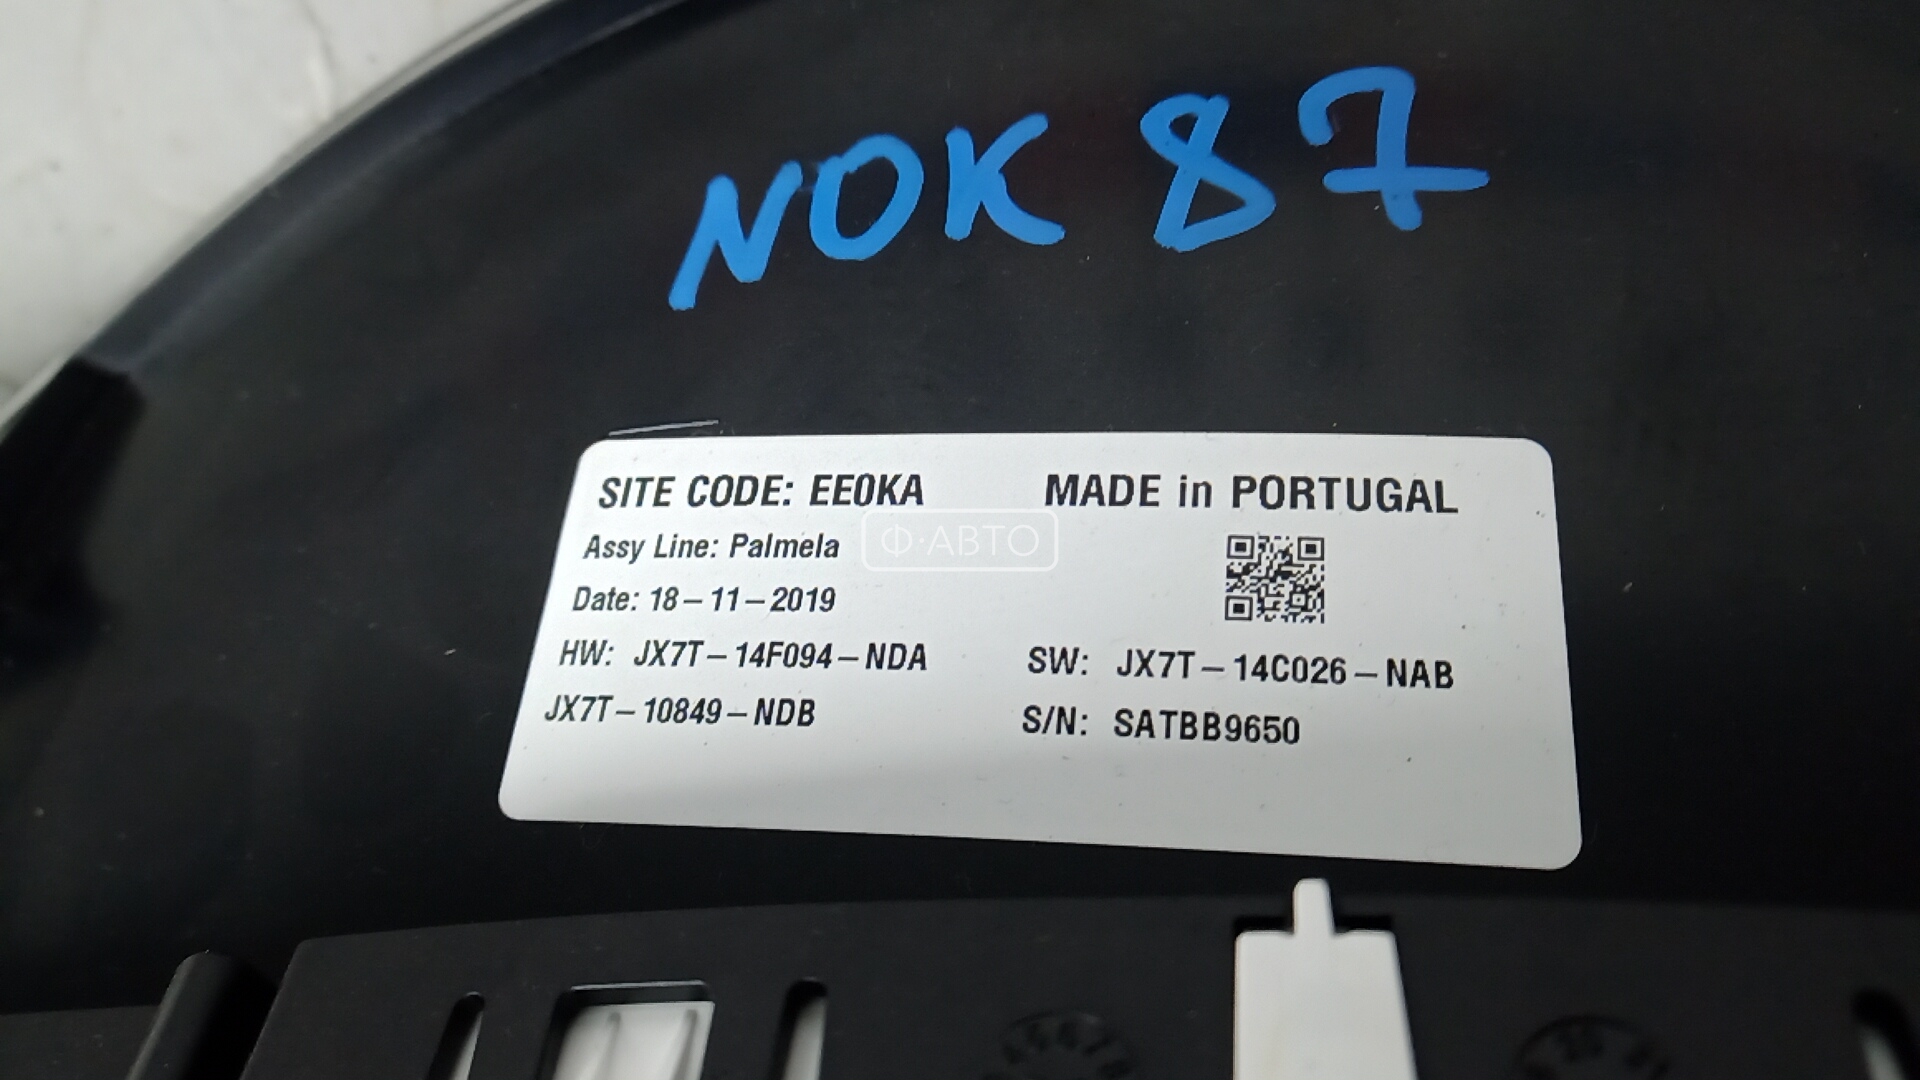 NOK 87
SITE CODE: EE0KA
MADE in PORTUGAL
Assy Line: Palmela
Ф·АВТО
Date: 18-11-2019
HW: JX7T-14F094-NDA
SW: JX7T-14C026-NAB
JX7T-10849-NDB
S/N: SATBB9650